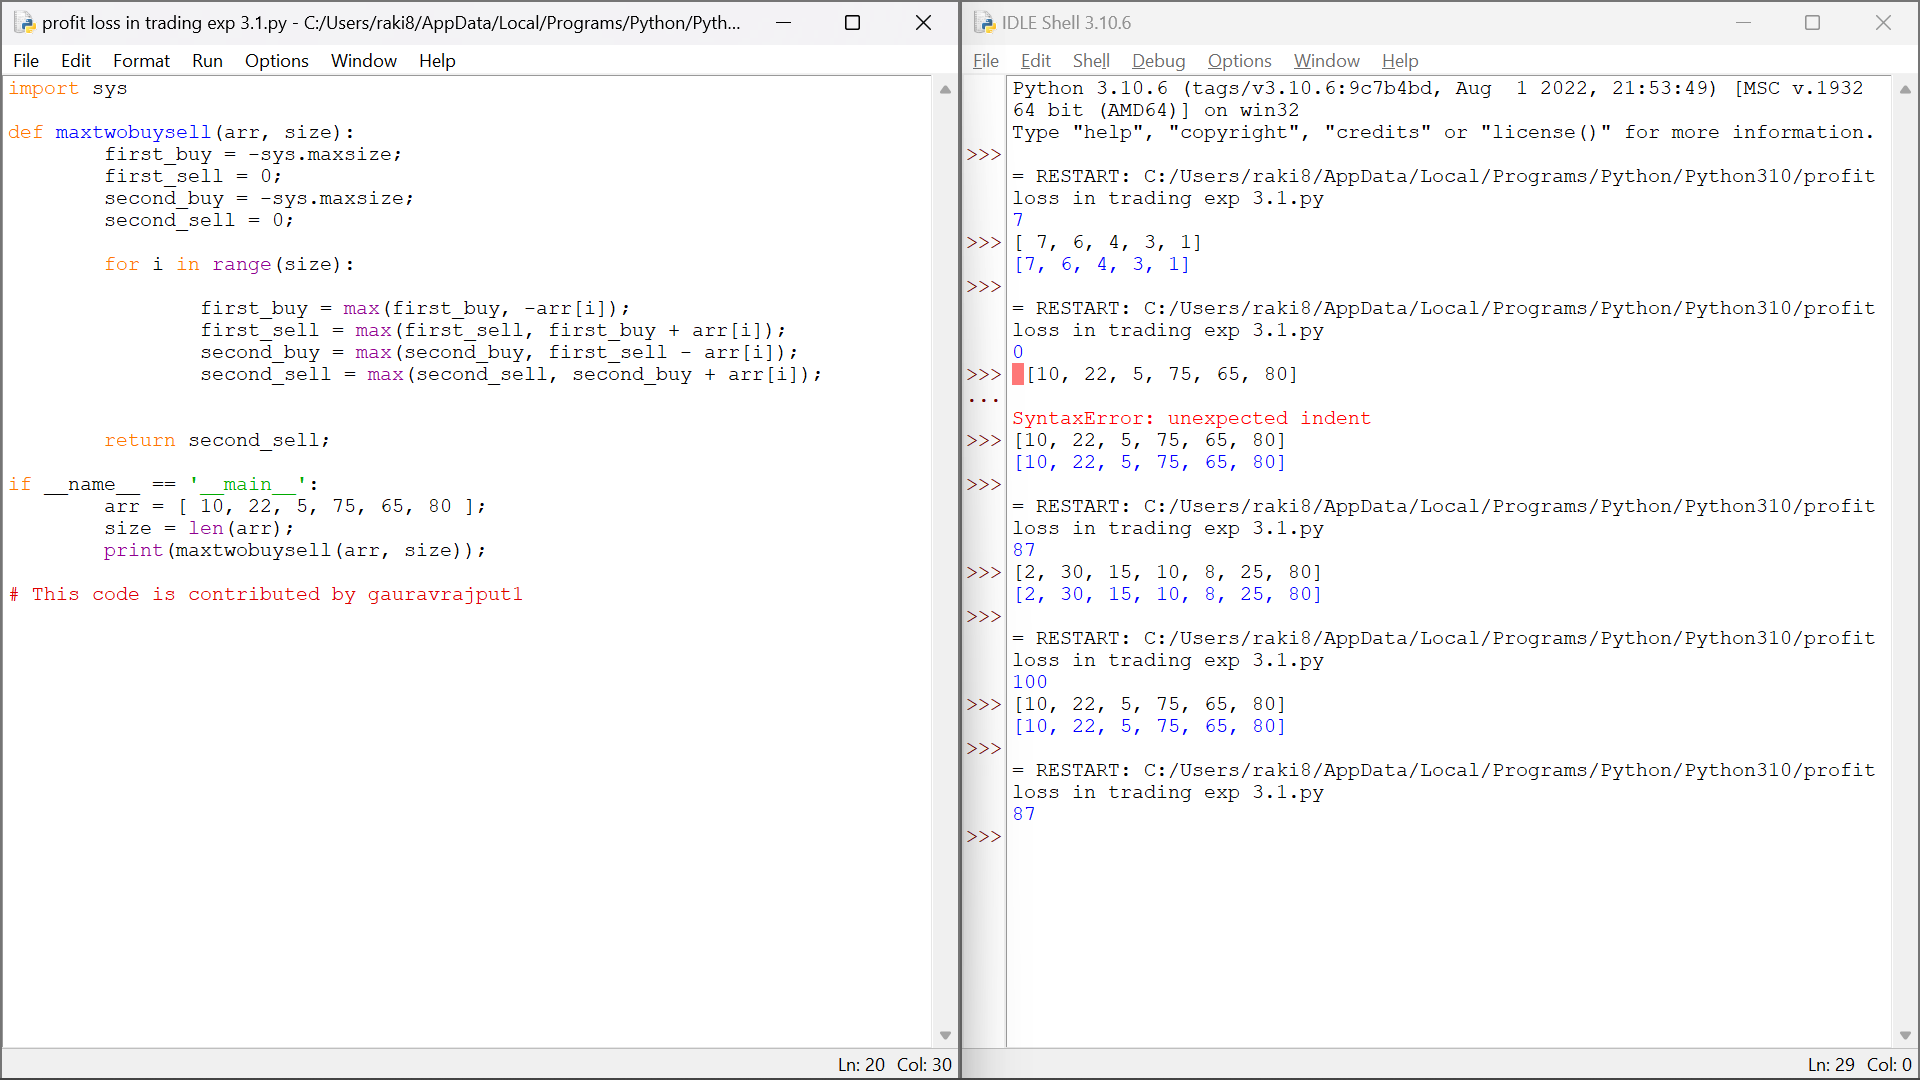 profit loss in trading exp 3.1.py - C:/Users/raki8/AppData/Local/Programs/Python/Pyth...
File Edit Format Run Options Window Help
import sys
def maxtwobuysell(arr, size):
first_buy = -sys.maxsize;
first_sell = 0;
second_buy = -sys.maxsize;
second_sell = 0;
for i in range(size):
first_buy = max(first_buy, -arr[i]);
first_sell = max(first_sell, first_buy + arr[i]);
second_buy = max(second_buy, first_sell - arr[i]);
second_sell = max(second_sell, second_buy + arr[i]);
return second_sell;
if __name__ == '__main__':
arr = [ 10, 22, 5, 75, 65, 80 ];
size = len(arr);
print(maxtwobuysell(arr, size));
# This code is contributed by gauravrajput1
Ln: 20 Col: 30
IDLE Shell 3.10.6
File Edit Shell Debug Options Window Help
Python 3.10.6 (tags/v3.10.6:9c7b4bd, Aug  1 2022, 21:53:49) [MSC v.1932
64 bit (AMD64)] on win32
Type "help", "copyright", "credits" or "license()" for more information.
>>>
= RESTART: C:/Users/raki8/AppData/Local/Programs/Python/Python310/profit
loss in trading exp 3.1.py
7
>>> [ 7, 6, 4, 3, 1]
[7, 6, 4, 3, 1]
>>>
= RESTART: C:/Users/raki8/AppData/Local/Programs/Python/Python310/profit
loss in trading exp 3.1.py
0
>>> [10, 22, 5, 75, 65, 80]
...
SyntaxError: unexpected indent
>>> [10, 22, 5, 75, 65, 80]
[10, 22, 5, 75, 65, 80]
>>>
= RESTART: C:/Users/raki8/AppData/Local/Programs/Python/Python310/profit
loss in trading exp 3.1.py
87
>>> [2, 30, 15, 10, 8, 25, 80]
[2, 30, 15, 10, 8, 25, 80]
>>>
= RESTART: C:/Users/raki8/AppData/Local/Programs/Python/Python310/profit
loss in trading exp 3.1.py
100
>>> [10, 22, 5, 75, 65, 80]
[10, 22, 5, 75, 65, 80]
>>>
= RESTART: C:/Users/raki8/AppData/Local/Programs/Python/Python310/profit
loss in trading exp 3.1.py
87
>>>
Ln: 29 Col: 0